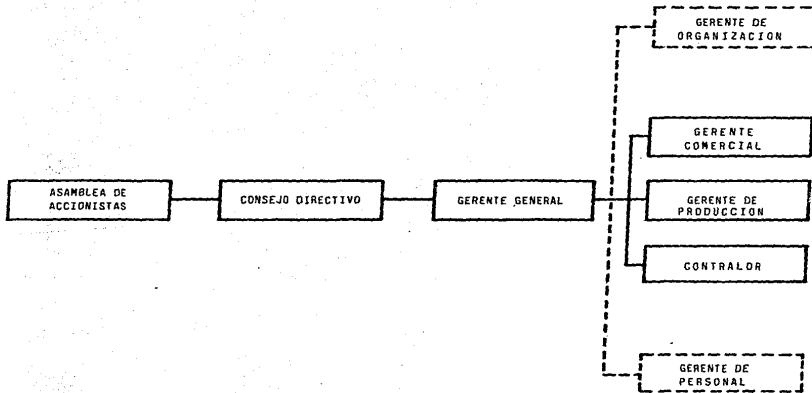 GERENTE DE
ORGANIZACION
GERENTE
COMERCIAL
ASAMBLEA DE
ACCIONISTAS
CONSEJO DIRECTIVO
GERENTE GENERAL
GERENTE DE
PRODUCCION
CONTRALOR
GERENTE DE
PERSONAL